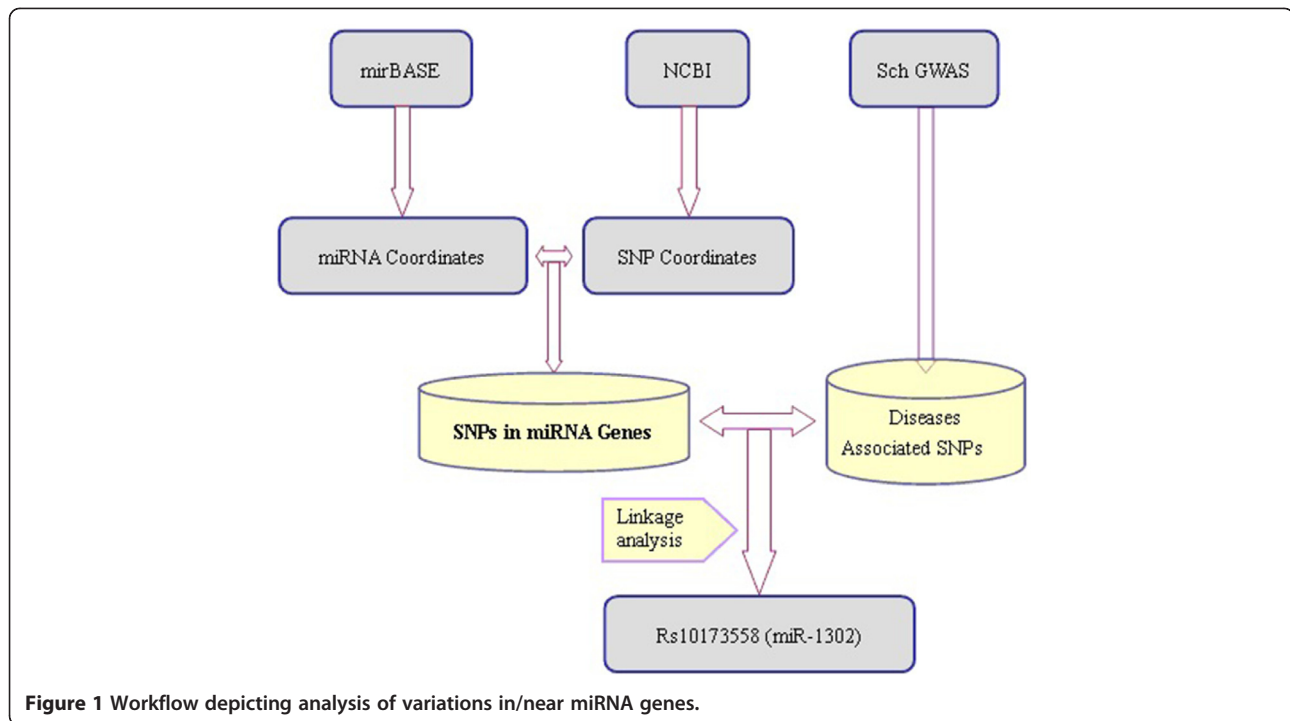 mirBASE
NCBI
Sch GWAS
miRNA Coordinates
SNP Coordinates
SNPs in miRNA Genes
Diseases
Associated SNPs
Linkage
analysis
Rs10173558 (miR-1302)
Figure 1 Workflow depicting analysis of variations in/near miRNA genes.